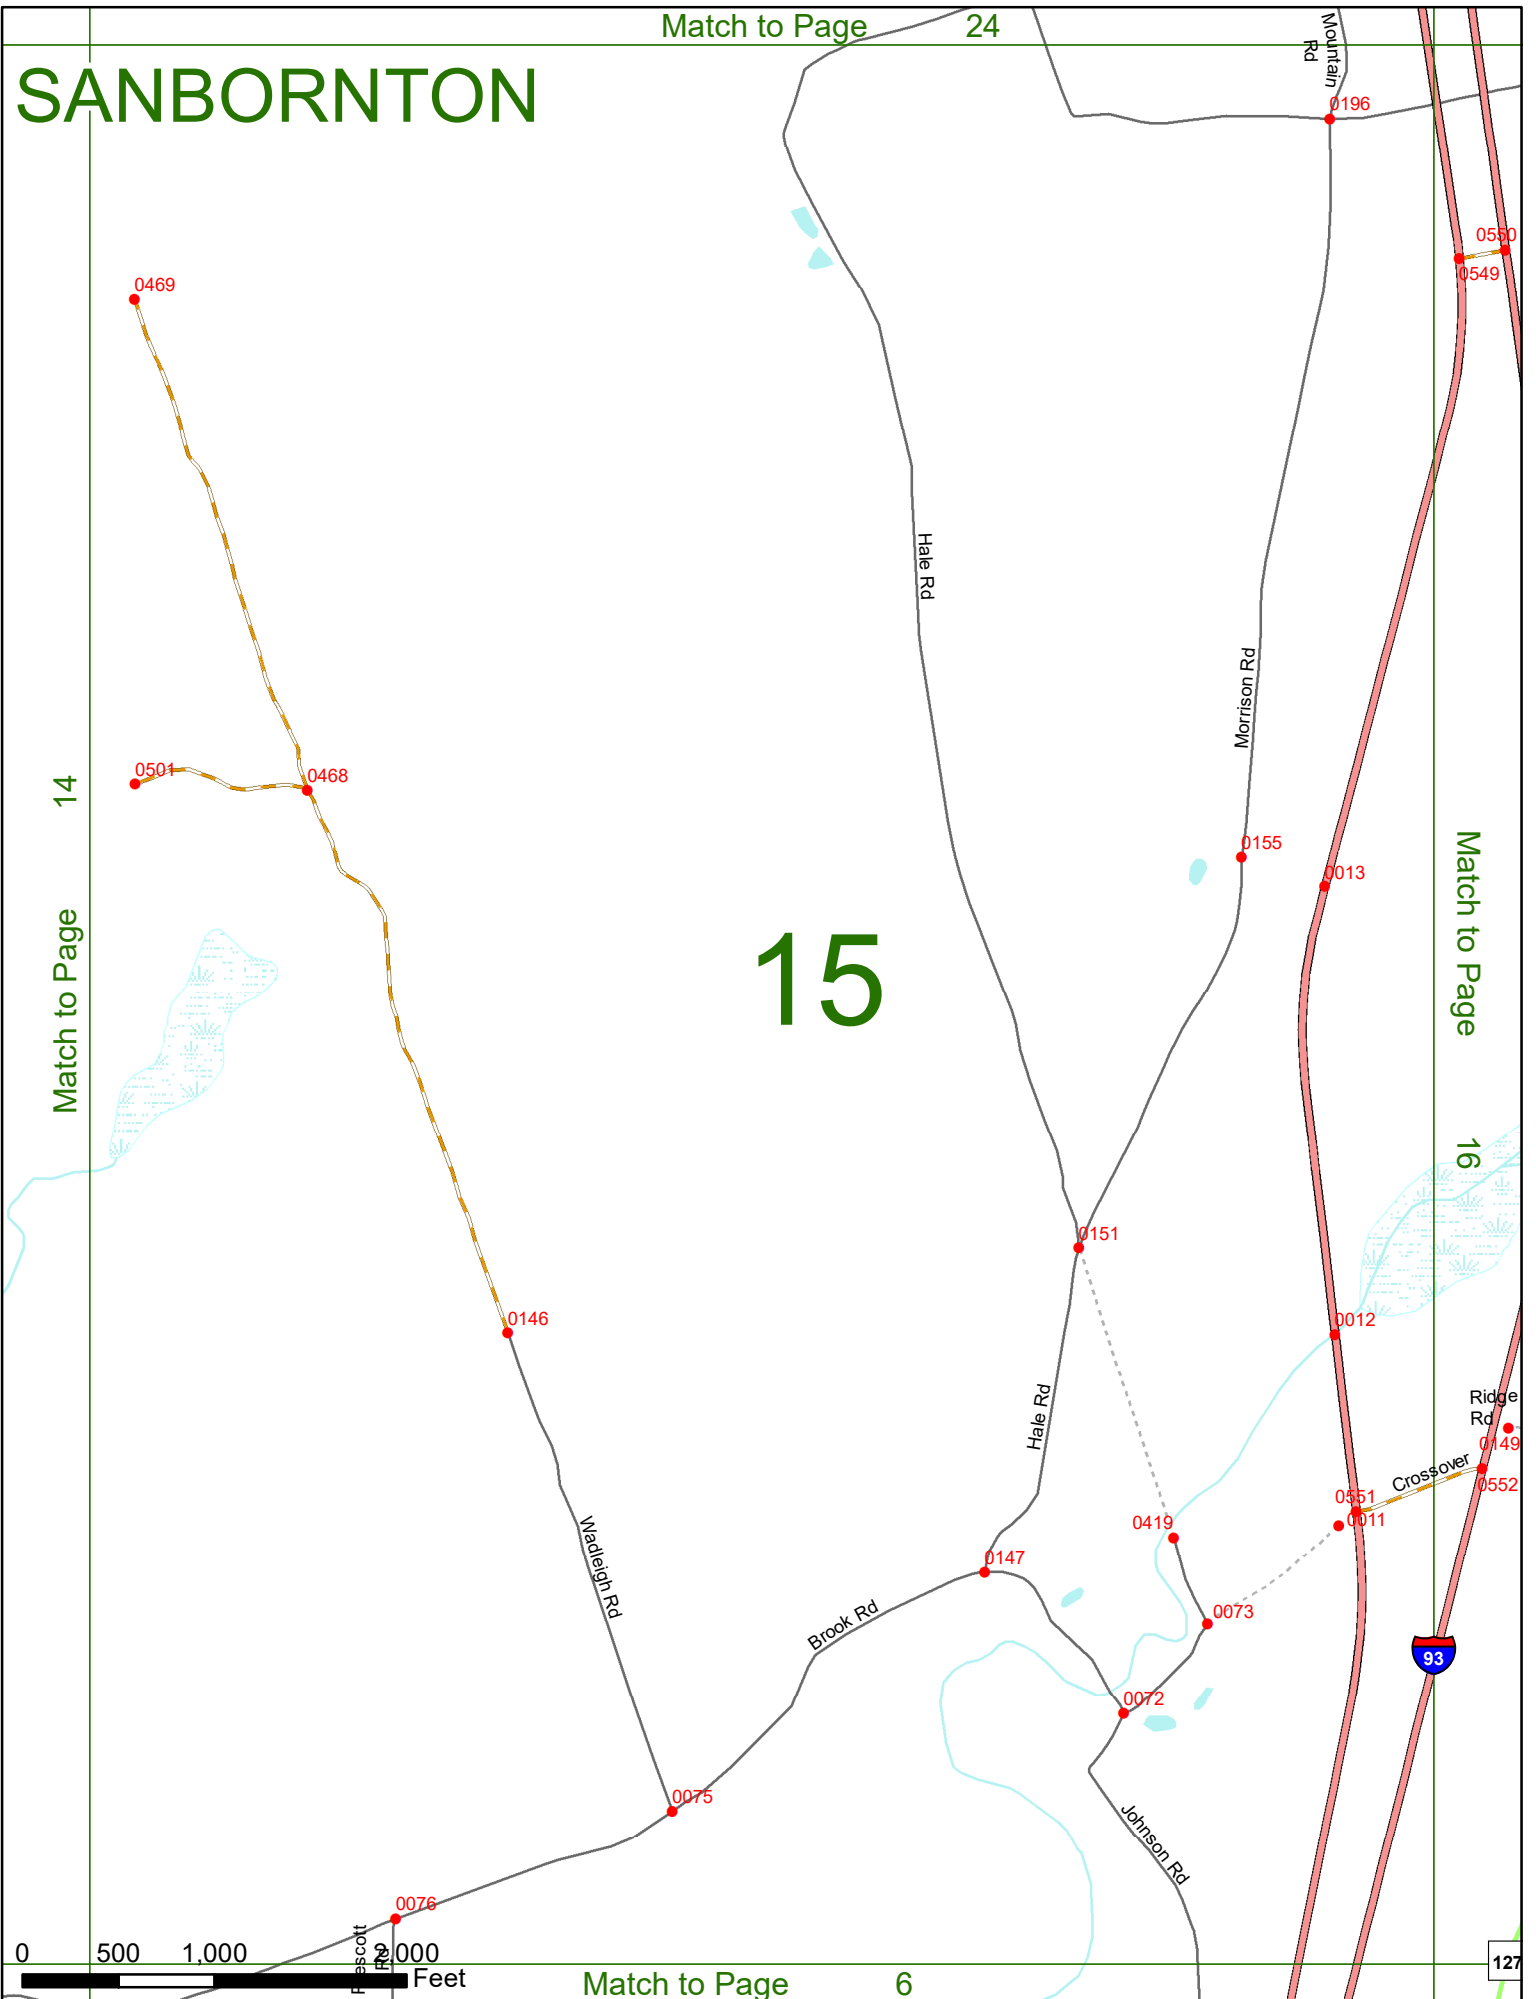 Match to Page 24
SANBORNTON
Mountain
Rd
0196
0550
0549
0469
Hale Rd
Morrison Rd
0501
0468
14
Match to Page
0155
0013
15
Match to Page
16
0151
0146
0012
Hale Rd
Ridge
Rd
0149
Crossover
0552
0551
0011
0419
Wadleigh Rd
0147
Brook Rd
0073
93
0072
0075
Johnson Rd
0076
Prescott
Rd
0 500 1,000 2,000
Feet
Match to Page 6
127